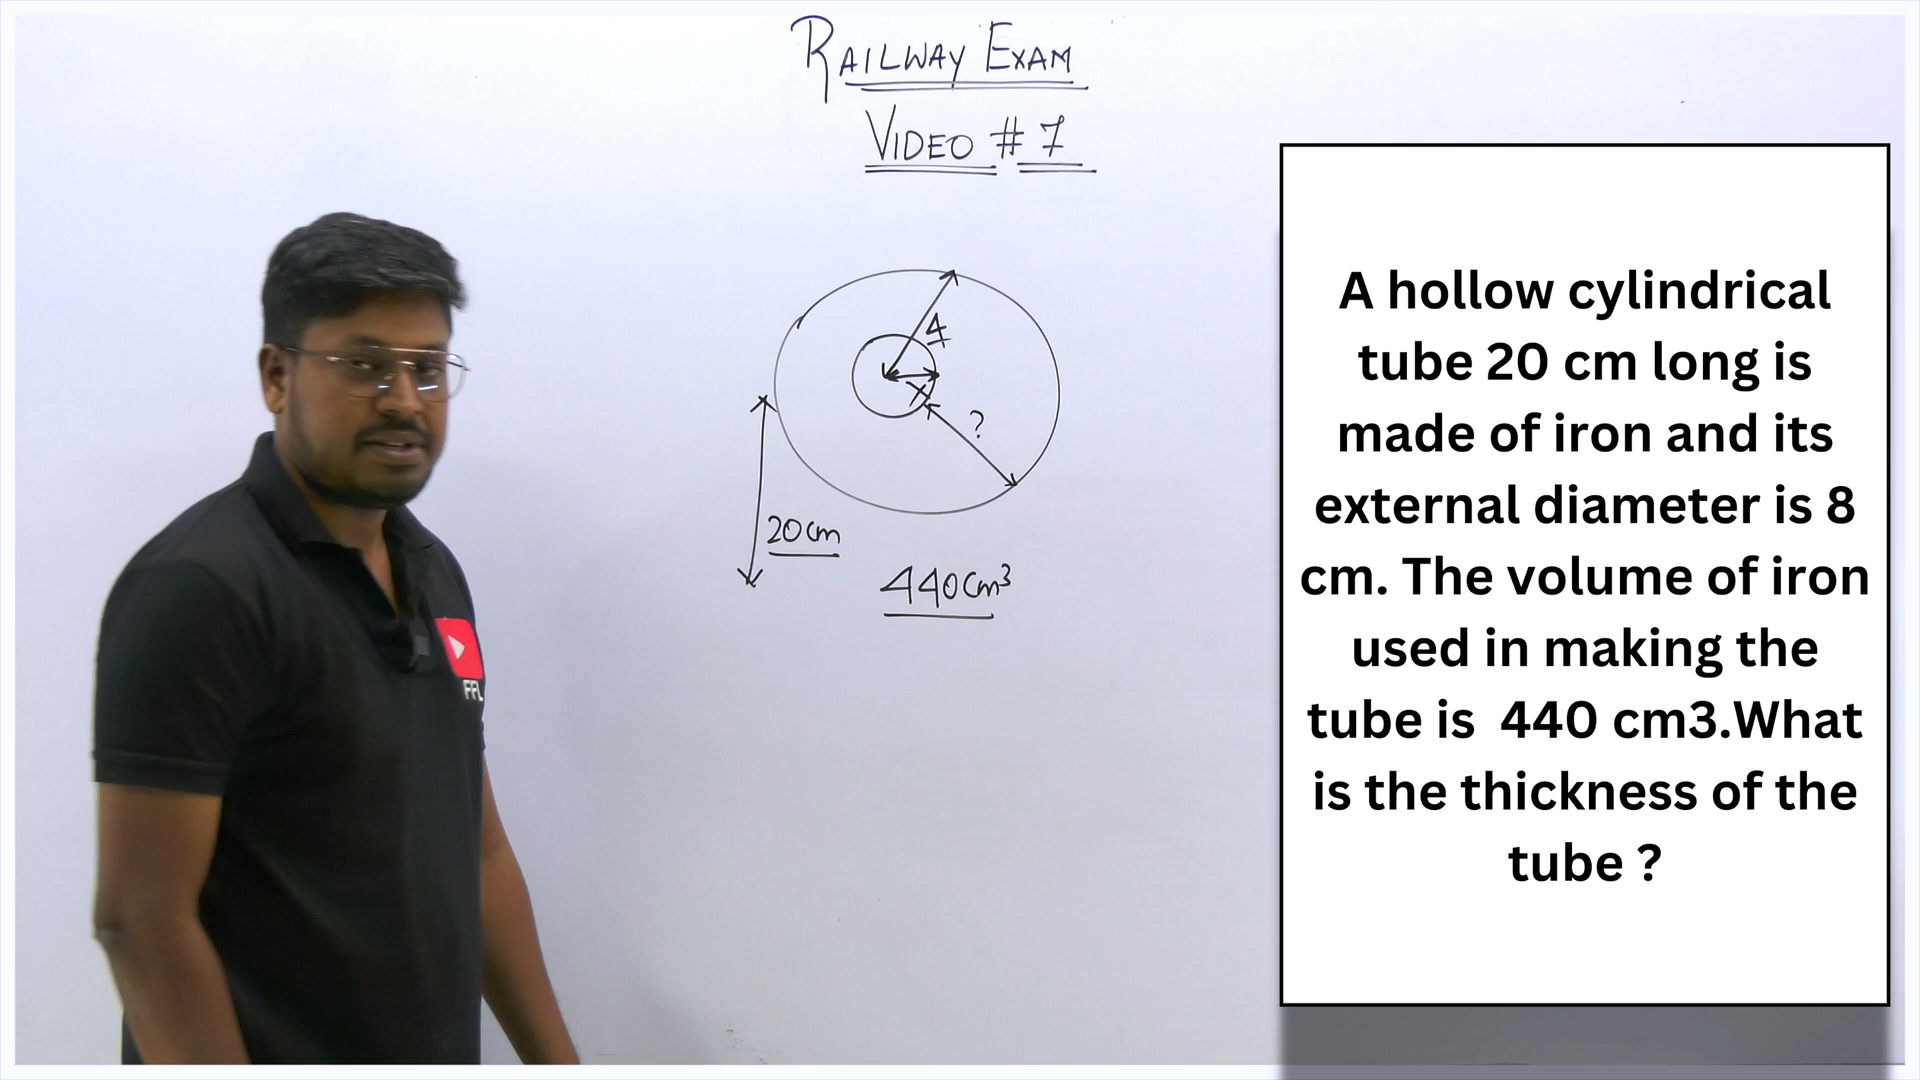 RAILWAY EXAM
VIDEO # 7
4
x
?
20cm
440cm³
FFL
A hollow cylindrical
tube 20 cm long is
made of iron and its
external diameter is 8
cm. The volume of iron
used in making the
tube is 440 cm3.What
is the thickness of the
tube ?